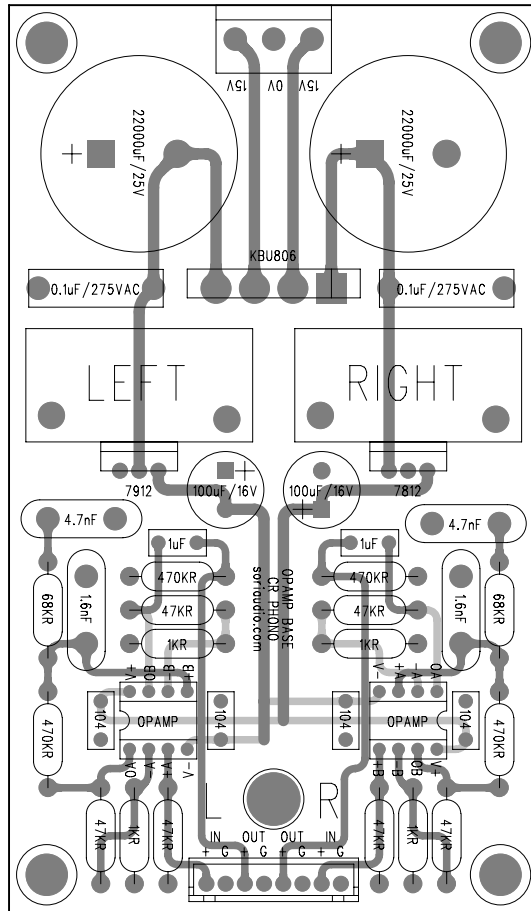 15V 0V 15V
22000uF/25V
22000uF/25V
KBU806
0.1uF/275VAC
0.1uF/275VAC
LEFT
RIGHT
7912
100uF/16V
100uF/16V
7812
4.7nF
4.7nF
1uF
1uF
470KR
470KR
68KR
1.6nF
47KR
47KR
1.6nF
68KR
1KR
1KR
OPAMP BASE
CR PHONO
soriaudio.com
+V
BO
B-
B+
V-
+A
-A
OA
104
OPAMP
104
104
OPAMP
104
470KR
470KR
OA
A-
A+
-V
+B
-B
OB
V+
L
R
47KR
1KR
47KR
47KR
1KR
47KR
IN OUT OUT IN
+ G + G + G + G